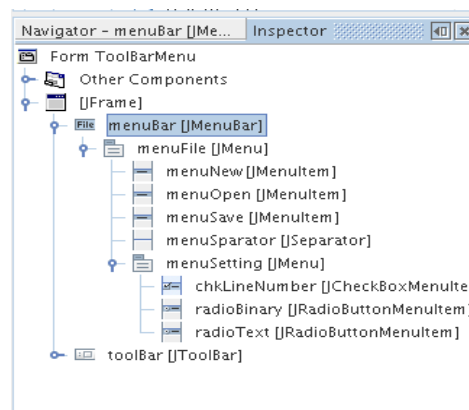 Navigator - menuBar [JMe... Inspector
Form ToolBarMenu
Other Components
[JFrame]
File menuBar [JMenuBar]
menuFile [JMenu]
menuNew[JMenuItem]
menuOpen [JMenuItem]
menuSave [JMenuItem]
menuSparator [JSeparator]
menuSetting [JMenu]
chkLineNumber [JCheckBoxMenuIte
radioBinary [JRadioButtonMenuItem]
radioText [JRadioButtonMenuItem]
toolBar [JToolBar]